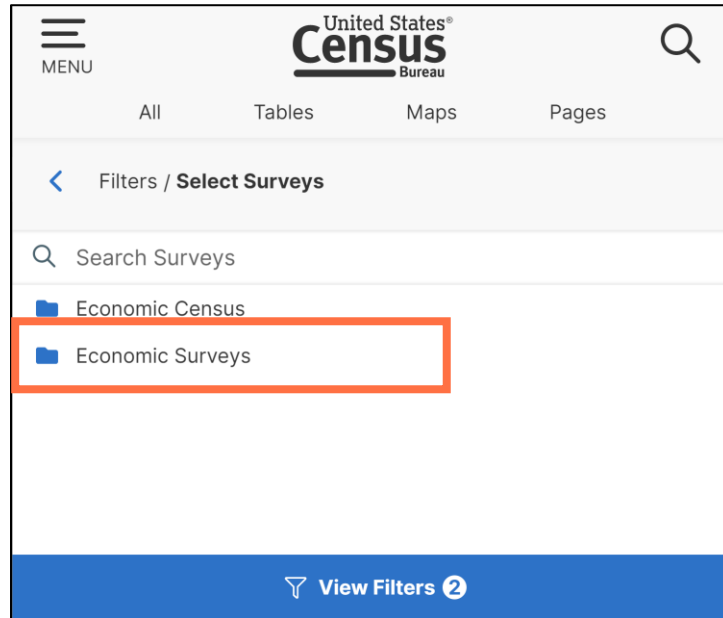 United States®
Census
Bureau
MENU
All Tables Maps Pages
Filters / Select Surveys
Search Surveys
Economic Census
Economic Surveys
View Filters 2